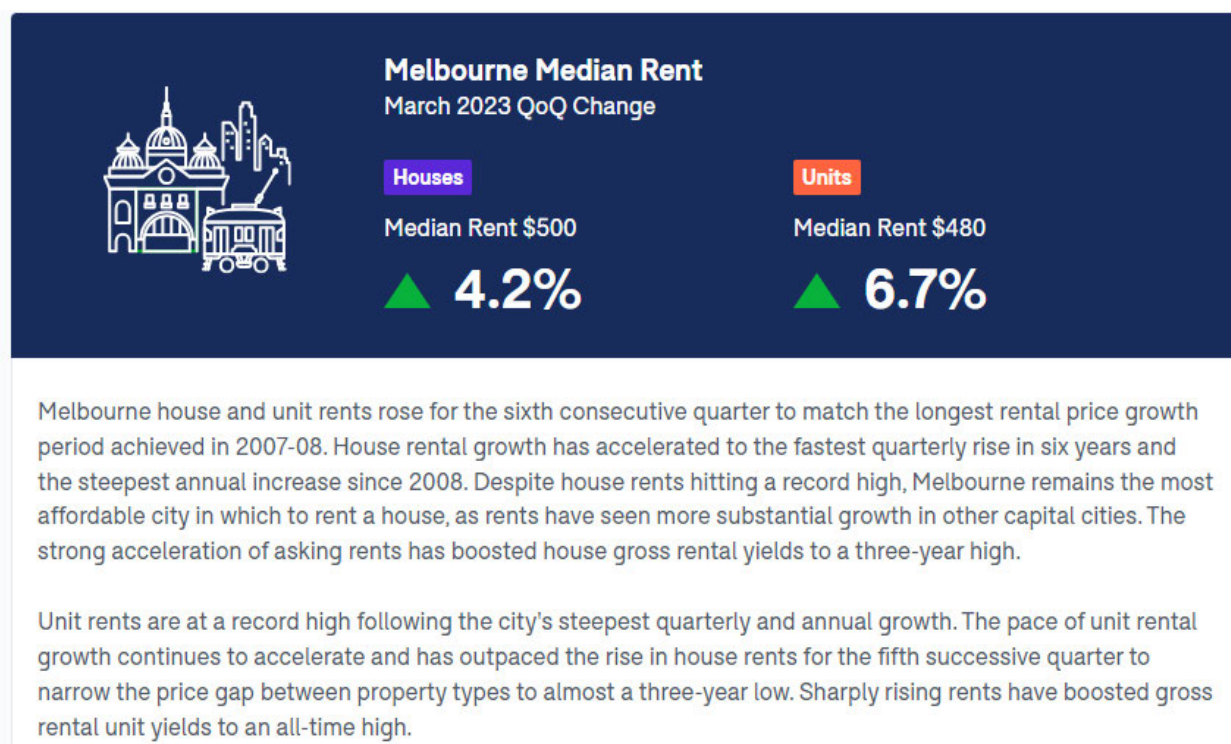 Melbourne Median Rent
March 2023 QoQ Change
Houses
Median Rent $500
4.2%
Units
Median Rent $480
6.7%
Melbourne house and unit rents rose for the sixth consecutive quarter to match the longest rental price growth
period achieved in 2007-08. House rental growth has accelerated to the fastest quarterly rise in six years and
the steepest annual increase since 2008. Despite house rents hitting a record high, Melbourne remains the most
affordable city in which to rent a house, as rents have seen more substantial growth in other capital cities. The
strong acceleration of asking rents has boosted house gross rental yields to a three-year high.
Unit rents are at a record high following the city's steepest quarterly and annual growth. The pace of unit rental
growth continues to accelerate and has outpaced the rise in house rents for the fifth successive quarter to
narrow the price gap between property types to almost a three-year low. Sharply rising rents have boosted gross
rental unit yields to an all-time high.